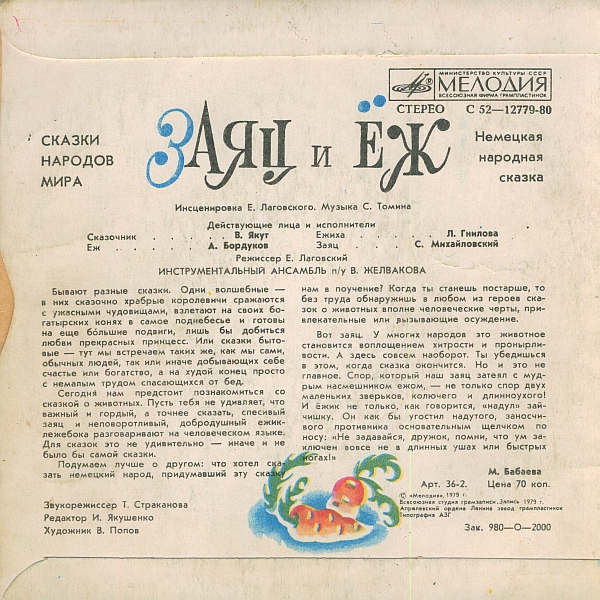 МИНИСТЕРСТВО КУЛЬТУРЫ СССР
МЕЛОДИЯ
ВСЕСОЮЗНАЯ ФИРМА ГРАМПЛАСТИНОК
СТЕРЕО С 52—12779-80
СКАЗКИ
НАРОДОВ
МИРА
ЗАЯЦ и ЁЖ
Немецкая
народная
сказка
Инсценировка Е. Лаговского. Музыка С. Томина
Действующие лица и исполнители
Сказочник . . . . . В. Якут
Еж . . . . . . А. Бордуков
Ежиха . . . . . Л. Гнилова
Заяц . . . . С. Михайловский
Режиссер Е. Лаговский
ИНСТРУМЕНТАЛЬНЫЙ АНСАМБЛЬ п/у В. ЖЕЛВАКОВА
Бывают разные сказки. Одни волшебные —
в них сказочно храбрые королевичи сражаются
с ужасными чудовищами, взлетают на своих бо-
гатырских конях в самое поднебесье и готовы
на еще бо́льшие подвиги, лишь бы добиться
любви прекрасных принцесс. Или сказки быто-
вые — тут мы встречаем таких же, как мы сами,
обычных людей, так или иначе добывающих себе
счастье или богатство, а на худой конец просто
с немалым трудом спасающихся от бед.
Сегодня нам предстоит познакомиться со
сказкой о животных. Пусть тебя не удивляет, что
важный и гордый, а точнее сказать, спесивый
заяц и неповоротливый, добродушный ежик-
лежебока разговаривают на человеческом языке.
Для сказок это не удивительно — иначе и не
было бы самой сказки.
Подумаем лучше о другом: что хотел ска-
зать немецкий народ, придумавший эту сказку
нам в поучение! Когда ты станешь постарше, то
без труда обнаружишь в любом из героев ска-
зок о животных вполне человеческие черты, при-
влекательные или вызывающие осуждение.
Вот заяц. У многих народов это животное
становится воплощением хитрости и пронырли-
вости. А здесь совсем наоборот. Ты убедишься
в этом, когда сказка окончится. Но и это не
главное. Спор, который наш заяц затеял с муд-
рым насмешником ежом, — не только спор двух
маленьких зверьков, колючего и длинноухого!
И ёжик не только, как говорится, «надул» зай-
чишку. Он как бы угостил надутого, заносчи-
вого противника основательным щелчком по
носу: «Не задавайся, дружок, помни, что ум за-
ключен вовсе не в длинных ушах или быстрых
ногах!»
М. Бабаева
Арт. 36-2. Цена 70 коп.
© «Мелодия», 1979 г.
Всесоюзная студия грамзаписи. Запись 1979 г.
Апрелевский ордена Ленина завод грампластинок
Типография АЗГ
Зак. 980—О—2000
Звукорежиссер Т. Страканова
Редактор И. Якушенко
Художник В. Попов